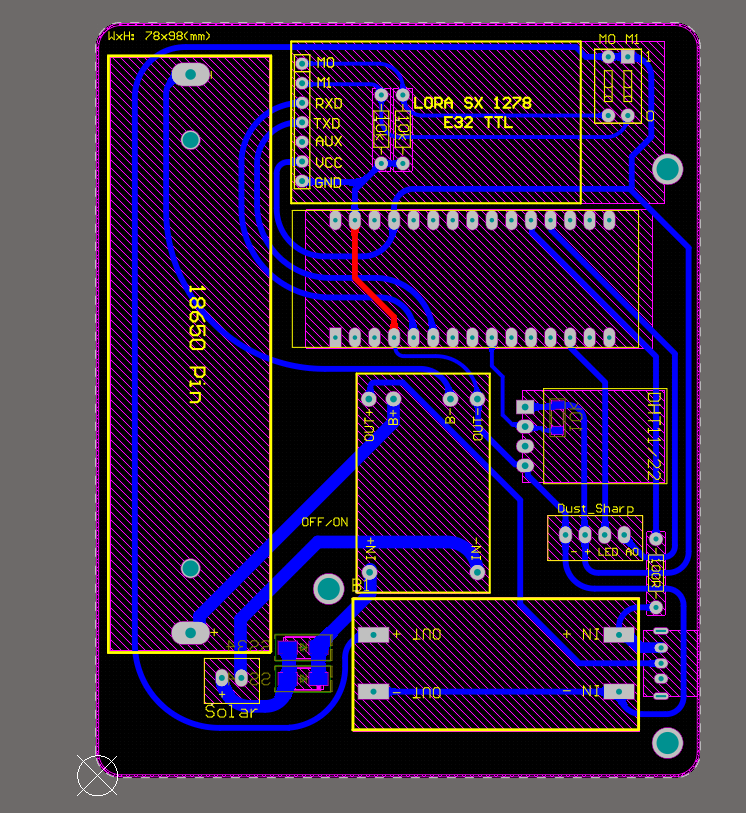 WxH: 78x98(mm)
M0 M1
M0
1
M1
RXD
LORA SX 1278
10k
10k
0
TXD
E32 TTL
AUX
VCC
GND
18650 Pin
OUT+
B+
B-
OUT-
DHT11/22
10k
OFF/ON
Dust_Sharp
- + LED AO
IN+
IN-
B1
100R
+
+ OUT
+ IN
- OUT
- IN
+
Solar